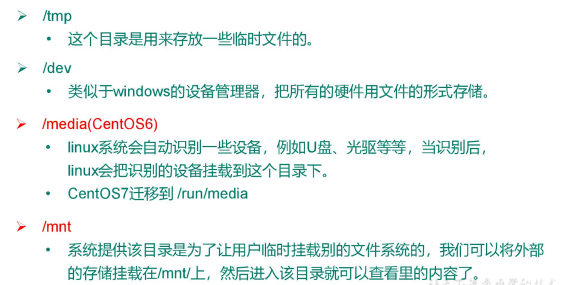 ➢ /tmp
• 这个目录是用来存放一些临时文件的。
➢ /dev
• 类似于windows的设备管理器，把所有的硬件用文件的形式存储。
➢ /media(CentOS6)
• linux系统会自动识别一些设备，例如U盘、光驱等等，当识别后，
linux会把识别的设备挂载到这个目录下。
• CentOS7迁移到 /run/media
➢ /mnt
• 系统提供该目录是为了让用户临时挂载别的文件系统的，我们可以将外部
的存储挂载在/mnt/上，然后进入该目录就可以查看里的内容了。